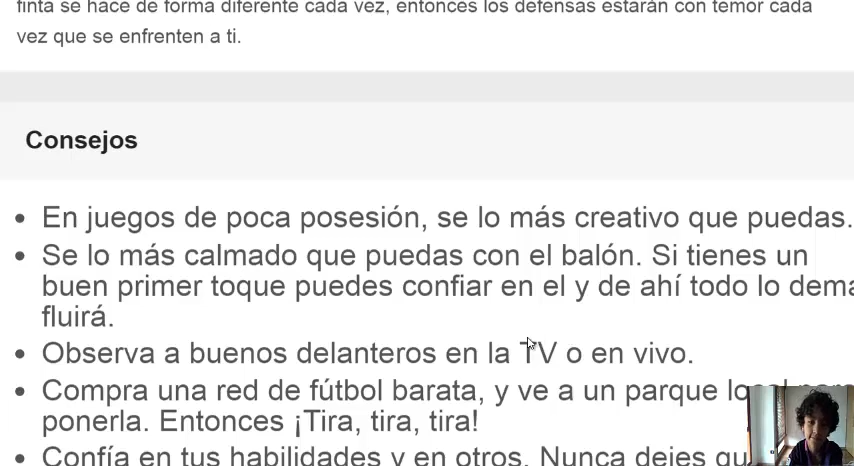 finta se hace de forma diferente cada vez, entonces los defensas estarán con temor cada
vez que se enfrenten a ti.
Consejos
• En juegos de poca posesión, se lo más creativo que puedas.
• Se lo más calmado que puedas con el balón. Si tienes un
buen primer toque puedes confiar en el y de ahí todo lo dema
fluirá.
• Observa a buenos delanteros en la TV o en vivo.
• Compra una red de fútbol barata, y ve a un parque
ponerla. Entonces ¡Tira, tira, tira!
• Confía en tus habilidades y en otros. Nunca dejes